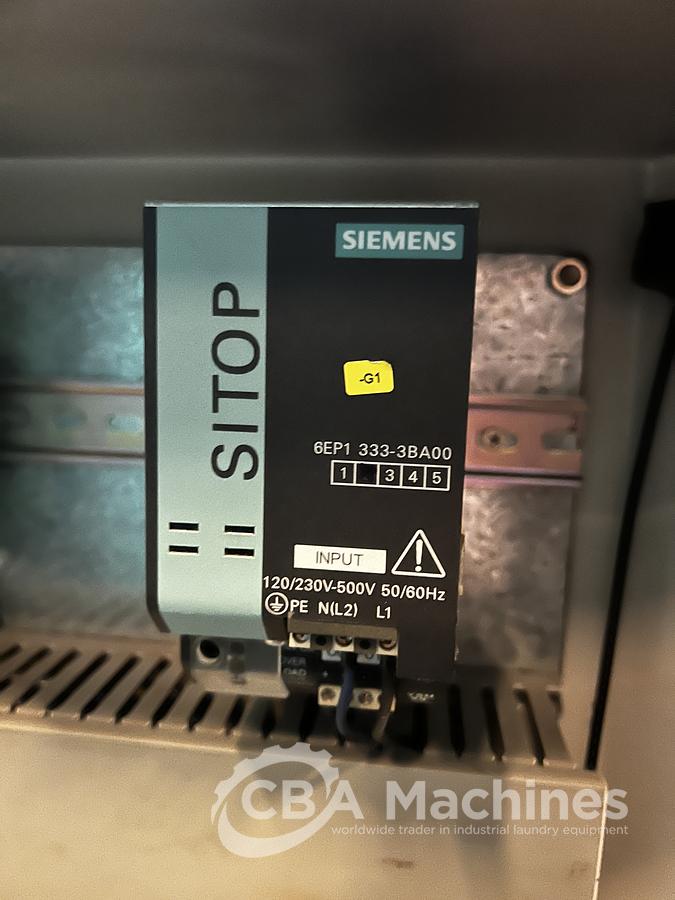 SIEMENS
SITOP
-G1
6EP1 333-3BA00
1 3 4 5
INPUT
120/230V-500V 50/60Hz
PE N(L2) L1
CBA Machines
worldwide trader in industrial laundry equipment